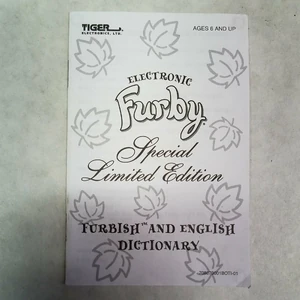 TIGER
ELECTRONICS, LTD.
AGES 6 AND UP
ELECTRONIC
Furby
Special
Limited Edition
FURBISH™ AND ENGLISH
DICTIONARY